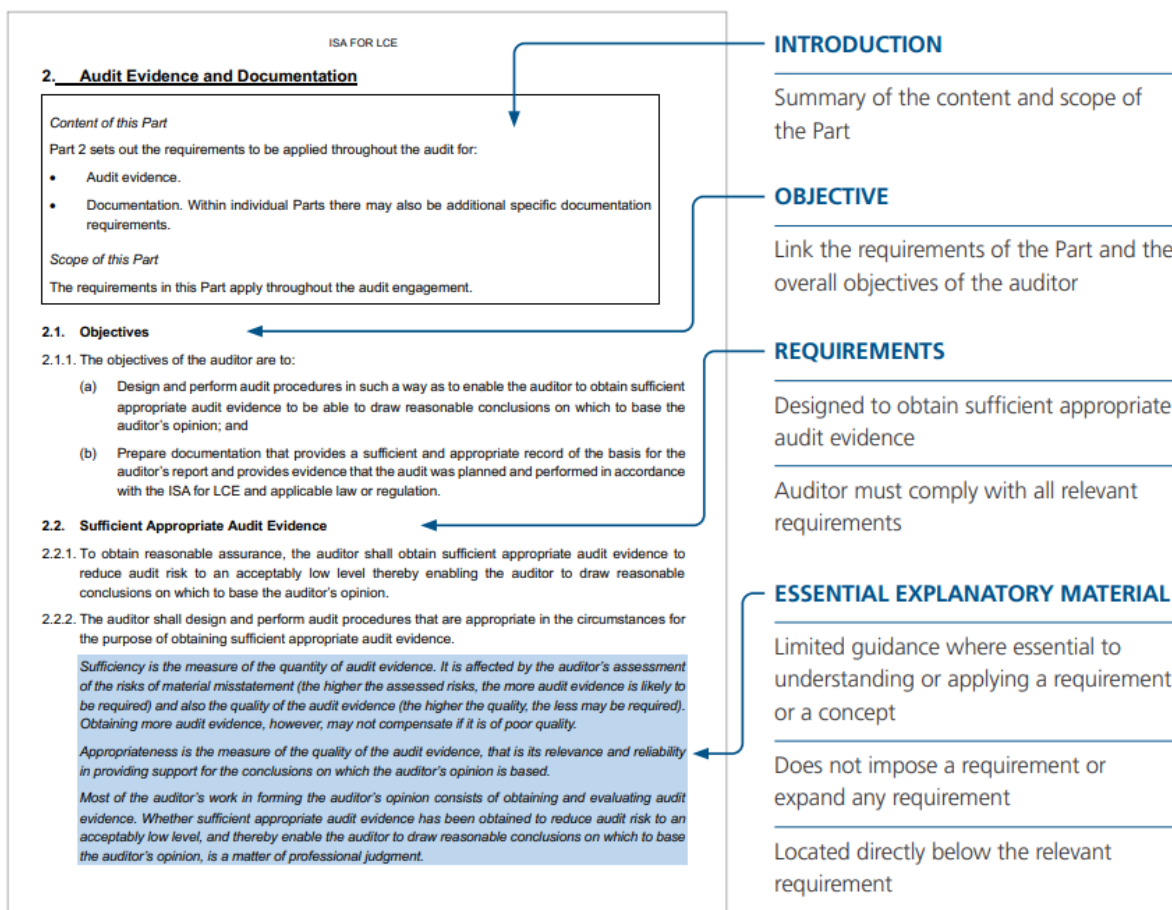 ISA FOR LCE
2. Audit Evidence and Documentation
Content of this Part
Part 2 sets out the requirements to be applied throughout the audit for:
• Audit evidence.
• Documentation. Within individual Parts there may also be additional specific documentation
requirements.
Scope of this Part
The requirements in this Part apply throughout the audit engagement.
2.1. Objectives
2.1.1. The objectives of the auditor are to:
(a) Design and perform audit procedures in such a way as to enable the auditor to obtain sufficient
appropriate audit evidence to be able to draw reasonable conclusions on which to base the
auditor's opinion; and
(b) Prepare documentation that provides a sufficient and appropriate record of the basis for the
auditor's report and provides evidence that the audit was planned and performed in accordance
with the ISA for LCE and applicable law or regulation.
2.2. Sufficient Appropriate Audit Evidence
2.2.1. To obtain reasonable assurance, the auditor shall obtain sufficient appropriate audit evidence to
reduce audit risk to an acceptably low level thereby enabling the auditor to draw reasonable
conclusions on which to base the auditor's opinion.
2.2.2. The auditor shall design and perform audit procedures that are appropriate in the circumstances for
the purpose of obtaining sufficient appropriate audit evidence.
Sufficiency is the measure of the quantity of audit evidence. It is affected by the auditor's assessment
of the risks of material misstatement (the higher the assessed risks, the more audit evidence is likely to
be required) and also the quality of the audit evidence (the higher the quality, the less may be required).
Obtaining more audit evidence, however, may not compensate if it is of poor quality.
Appropriateness is the measure of the quality of the audit evidence, that is its relevance and reliability
in providing support for the conclusions on which the auditor's opinion is based.
Most of the auditor's work in forming the auditor's opinion consists of obtaining and evaluating audit
evidence. Whether sufficient appropriate audit evidence has been obtained to reduce audit risk to an
acceptably low level, and thereby enable the auditor to draw reasonable conclusions on which to base
the auditor's opinion, is a matter of professional judgment.
INTRODUCTION
Summary of the content and scope of
the Part
OBJECTIVE
Link the requirements of the Part and the
overall objectives of the auditor
REQUIREMENTS
Designed to obtain sufficient appropriate
audit evidence
Auditor must comply with all relevant
requirements
ESSENTIAL EXPLANATORY MATERIAL
Limited guidance where essential to
understanding or applying a requirement
or a concept
Does not impose a requirement or
expand any requirement
Located directly below the relevant
requirement